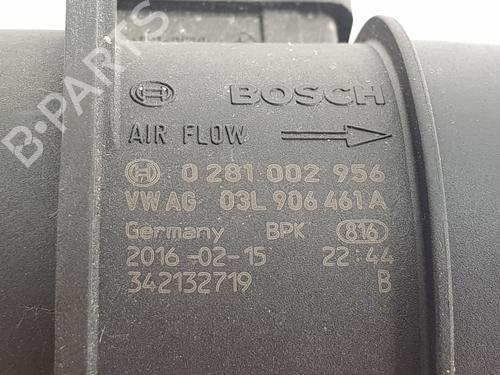 BOSCH
AIR FLOW
0 281 002 956
VW AG 03L 906 461 A
Germany BPK 816
2016-02-15 22:44
342132719 B
B-PARTS